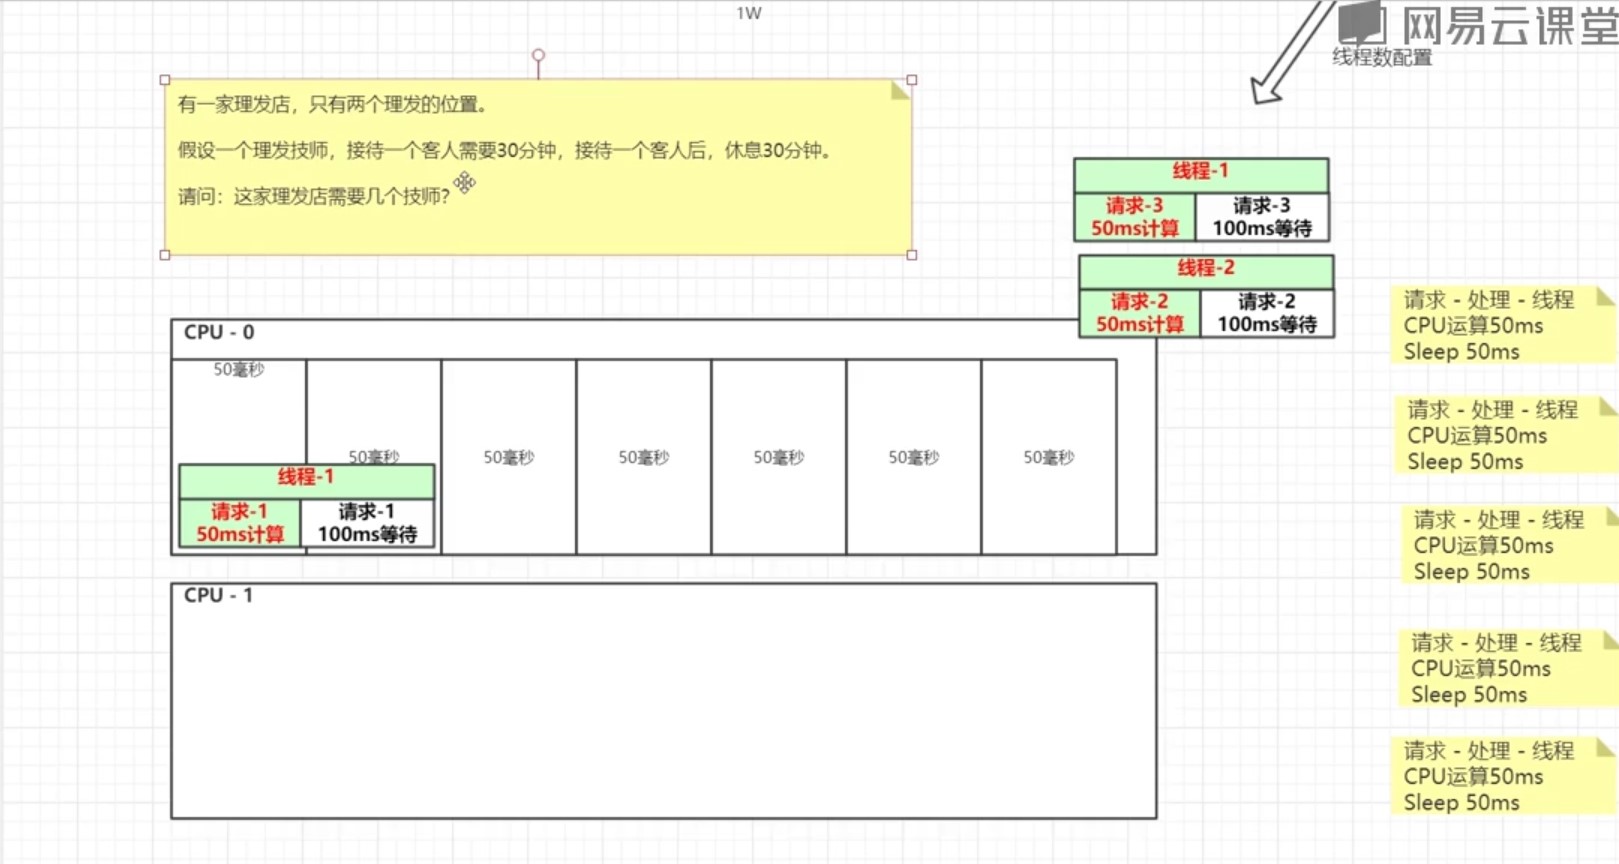 1W
网易云课堂
线程数配置
有一家理发店，只有两个理发的位置。
假设一个理发技师，接待一个客人需要30分钟，接待一个客人后，休息30分钟。
请问：这家理发店需要几个技师？
线程-1
请求-3
50ms计算
请求-3
100ms等待
线程-2
请求-2
50ms计算
请求-2
100ms等待
CPU - 0
50毫秒
50毫秒
50毫秒
50毫秒
50毫秒
50毫秒
50毫秒
线程-1
请求-1
50ms计算
请求-1
100ms等待
CPU - 1
请求 - 处理 - 线程
CPU运算50ms
Sleep 50ms
请求 - 处理 - 线程
CPU运算50ms
Sleep 50ms
请求 - 处理 - 线程
CPU运算50ms
Sleep 50ms
请求 - 处理 - 线程
CPU运算50ms
Sleep 50ms
请求 - 处理 - 线程
CPU运算50ms
Sleep 50ms